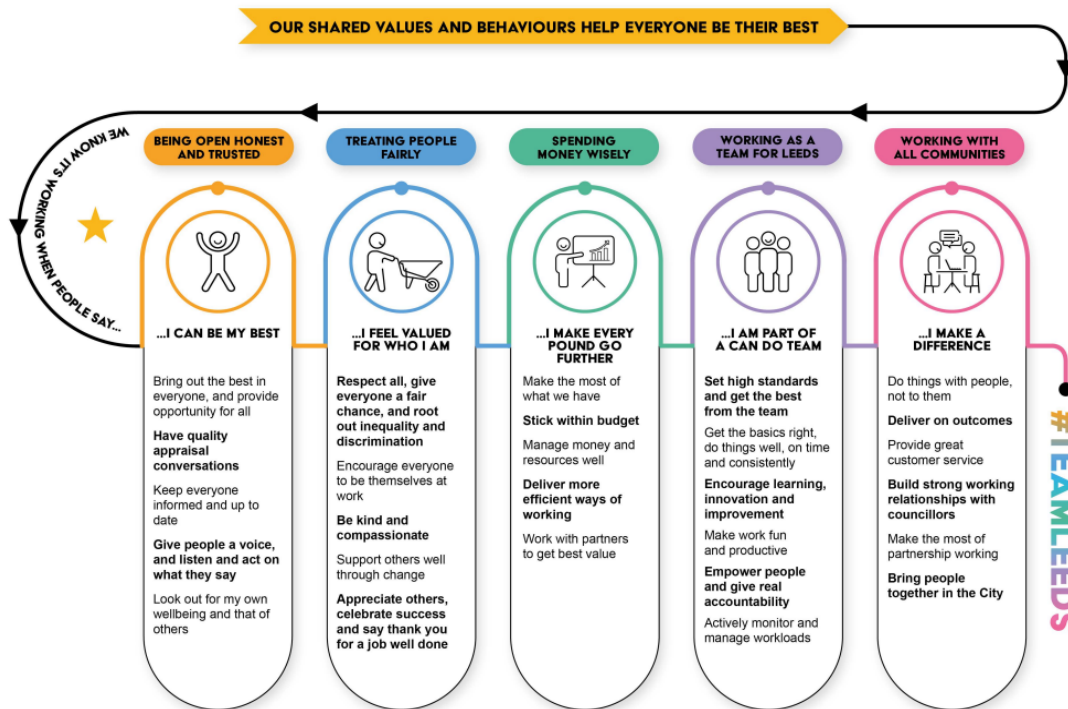 OUR SHARED VALUES AND BEHAVIOURS HELP EVERYONE BE THEIR BEST
WE KNOW IT'S WORKING WHEN PEOPLE SAY...
BEING OPEN HONEST
AND TRUSTED
...I CAN BE MY BEST
Bring out the best in
everyone, and provide
opportunity for all
Have quality
appraisal
conversations
Keep everyone
informed and up to
date
Give people a voice,
and listen and act on
what they say
Look out for my own
wellbeing and that of
others
TREATING PEOPLE
FAIRLY
...I FEEL VALUED
FOR WHO I AM
Respect all, give
everyone a fair
chance, and root
out inequality and
discrimination
Encourage everyone
to be themselves at
work
Be kind and
compassionate
Support others well
through change
Appreciate others,
celebrate success
and say thank you
for a job well done
SPENDING
MONEY WISELY
...I MAKE EVERY
POUND GO
FURTHER
Make the most of
what we have
Stick within budget
Manage money and
resources well
Deliver more
efficient ways of
working
Work with partners
to get best value
WORKING AS A
TEAM FOR LEEDS
...I AM PART OF
A CAN DO TEAM
Set high standards
and get the best
from the team
Get the basics right,
do things well, on time
and consistently
Encourage learning,
innovation and
improvement
Make work fun
and productive
Empower people
and give real
accountability
Actively monitor and
manage workloads
WORKING WITH
ALL COMMUNITIES
...I MAKE A
DIFFERENCE
Do things with people,
not to them
Deliver on outcomes
Provide great
customer service
Build strong working
relationships with
councillors
Make the most of
partnership working
Bring people
together in the City
#TEAMLEEDS